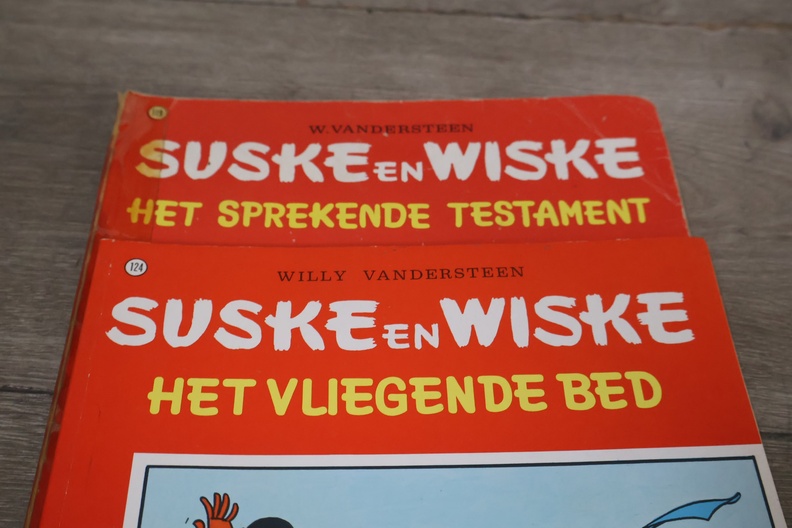 W.VANDERSTEEN
SUSKE EN WISKE
HET SPREKENDE TESTAMENT
124
WILLY VANDERSTEEN
SUSKE EN WISKE
HET VLIEGENDE BED